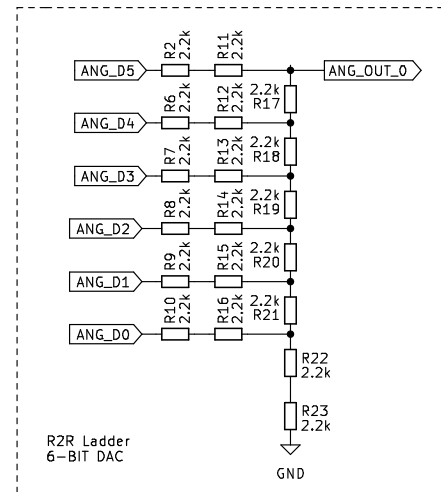 R2
2.2k
R11
2.2k
ANG_D5
ANG_OUT_0
2.2k
R17
R6
2.2k
R12
2.2k
ANG_D4
2.2k
R18
R7
2.2k
R13
2.2k
ANG_D3
2.2k
R19
R8
2.2k
R14
2.2k
ANG_D2
2.2k
R20
R9
2.2k
R15
2.2k
ANG_D1
2.2k
R21
R10
2.2k
R16
2.2k
ANG_D0
R22
2.2k
R23
2.2k
R2R Ladder
6-BIT DAC
GND